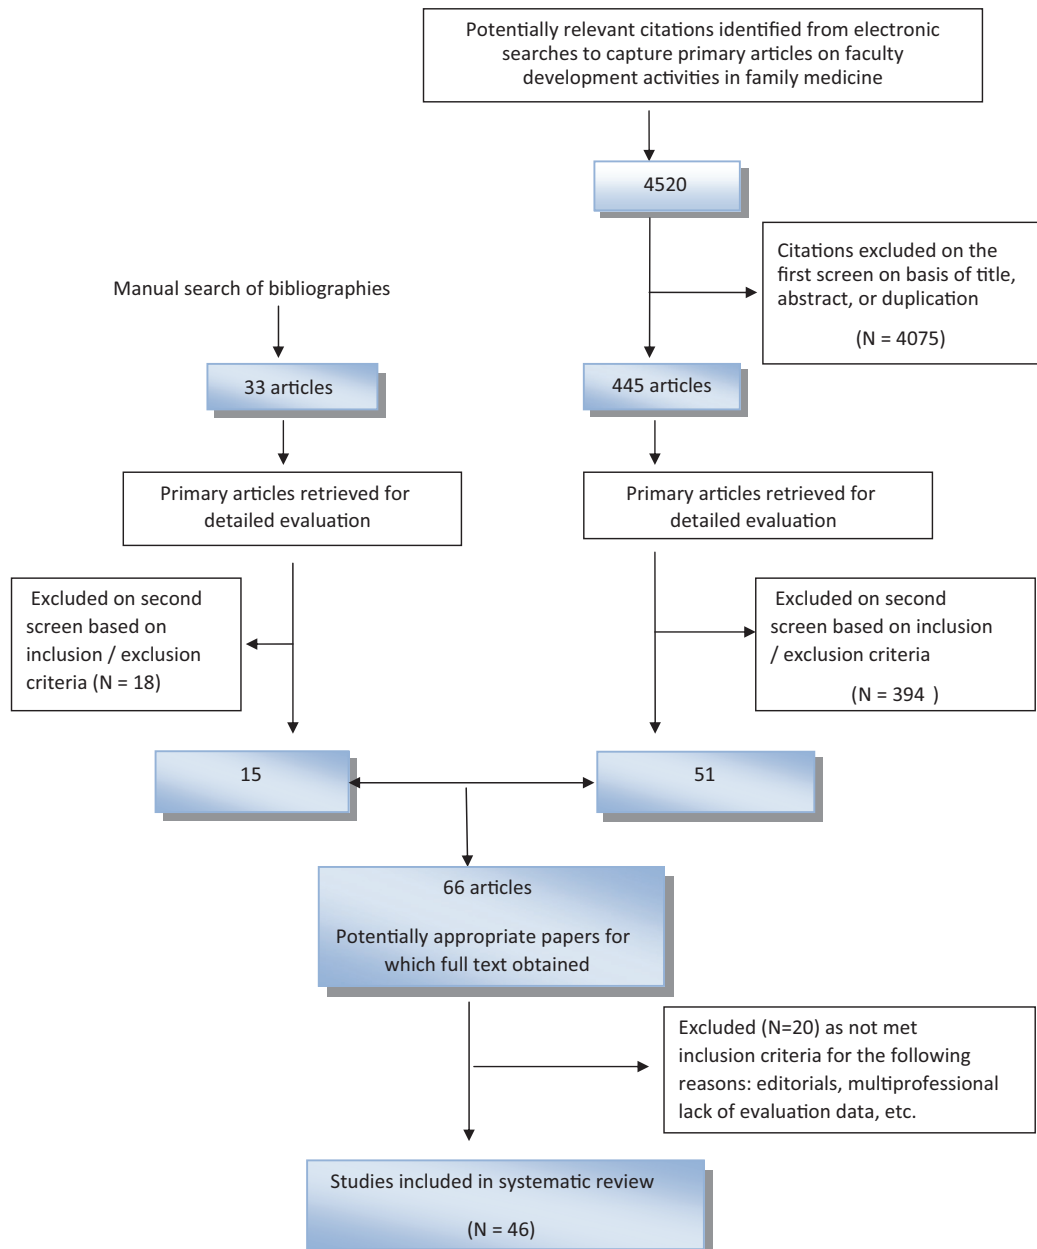 Potentially relevant citations identified from electronic
searches to capture primary articles on faculty
development activities in family medicine
4520
Citations excluded on the
first screen on basis of title,
abstract, or duplication
(N = 4075)
Manual search of bibliographies
33 articles
445 articles
Primary articles retrieved for
detailed evaluation
Primary articles retrieved for
detailed evaluation
Excluded on second
screen based on
inclusion / exclusion
criteria (N = 18)
Excluded on second
screen based on inclusion
/ exclusion criteria
(N = 394 )
15
51
66 articles
Potentially appropriate papers for
which full text obtained
Excluded (N=20) as not met
inclusion criteria for the following
reasons: editorials, multiprofessional
lack of evaluation data, etc.
Studies included in systematic review
(N = 46)